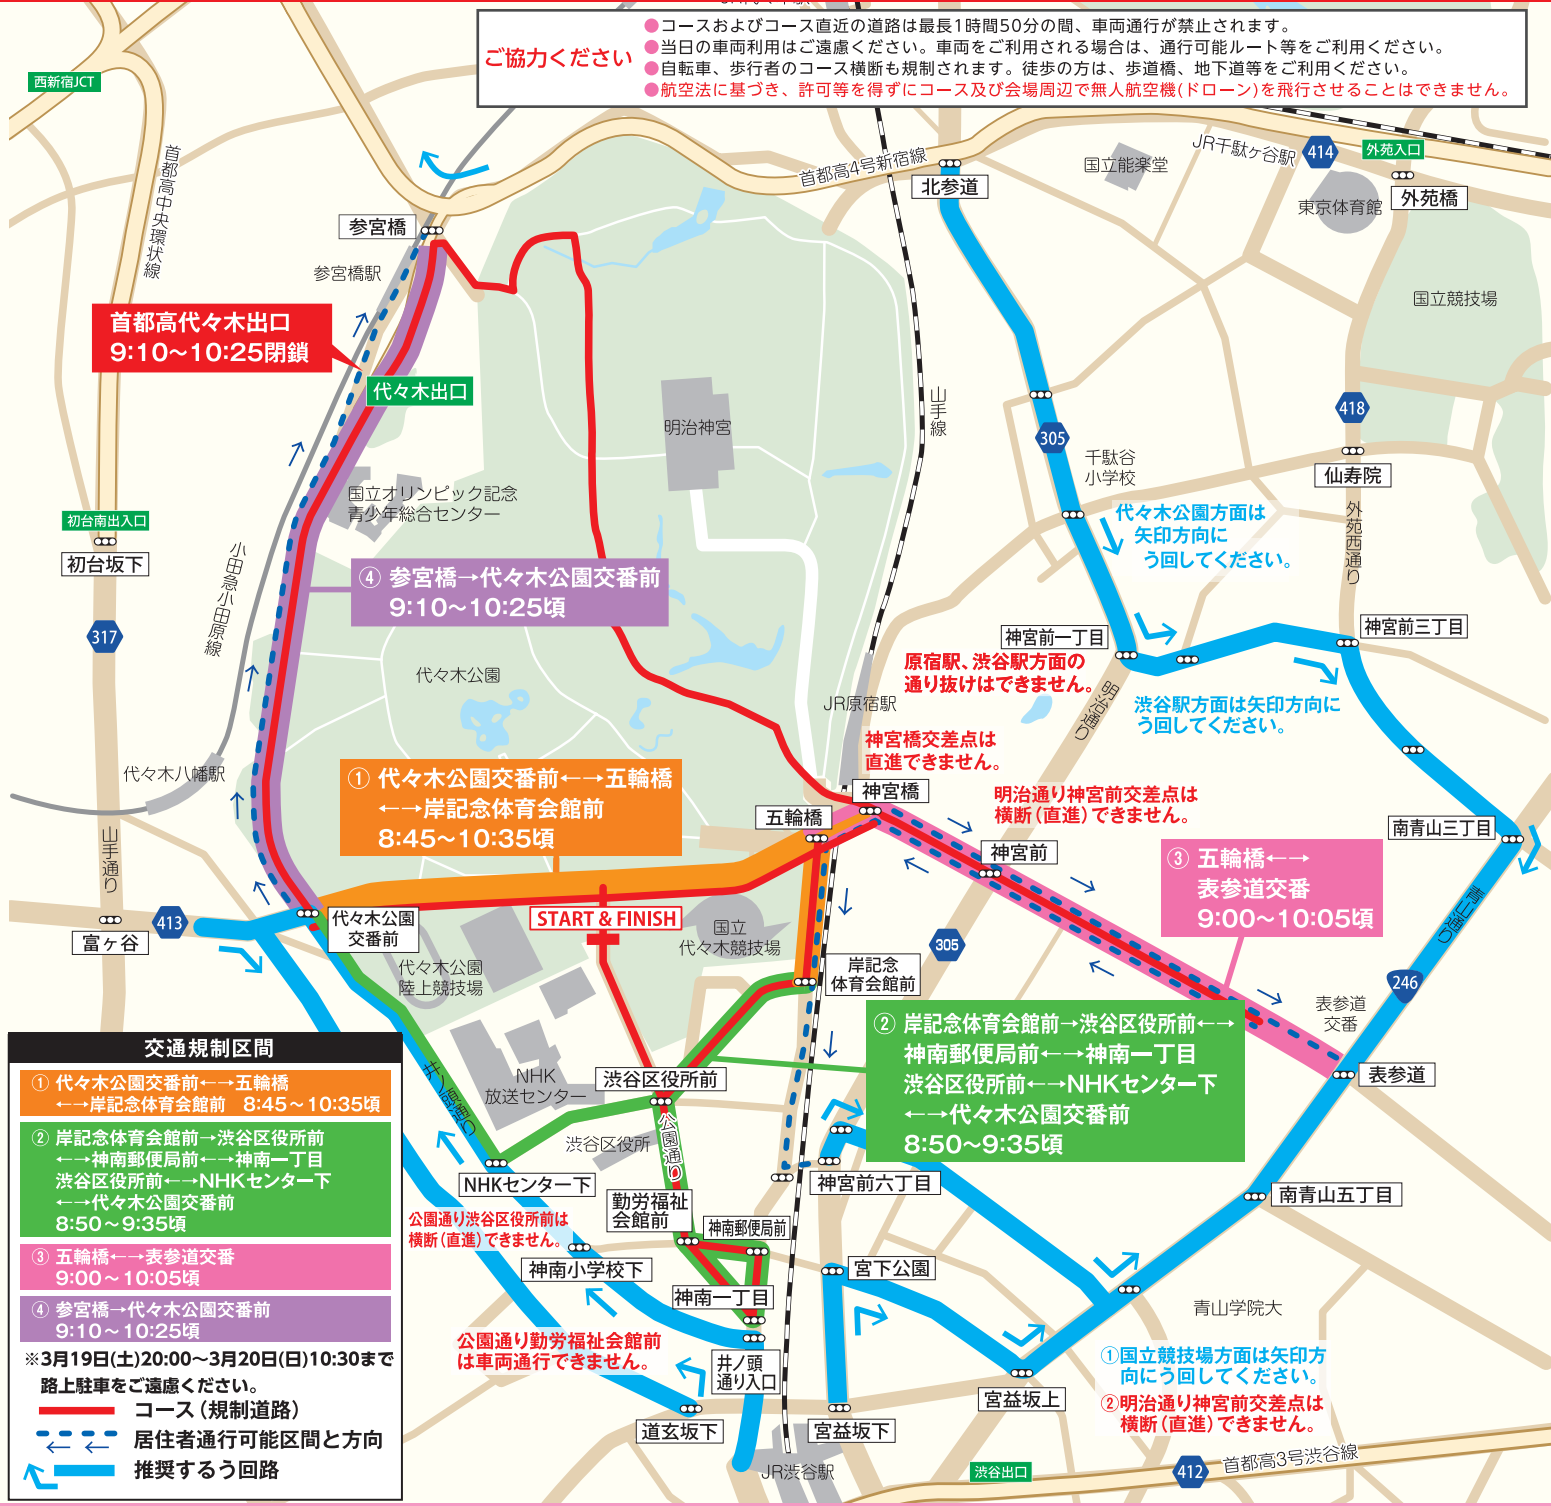 ご協力ください
●コースおよびコース直近の道路は最長1時間50分の間、車両通行が禁止されます。
●当日の車両利用はご遠慮ください。車両をご利用される場合は、通行可能ルート等をご利用ください。
●自転車、歩行者のコース横断も規制されます。徒歩の方は、歩道橋、地下道等をご利用ください。
●航空法に基づき、許可等を得ずにコース及び会場周辺で無人航空機(ドローン)を飛行させることはできません。
西新宿JCT
首都高中央環状線
首都高4号新宿線
北参道
国立能楽堂
JR千駄ヶ谷駅
414
外苑入口
外苑橋
東京体育館
参宮橋
参宮橋駅
国立競技場
首都高代々木出口
9:10〜10:25閉鎖
代々木出口
山手線
明治神宮
305
418
千駄谷
小学校
仙寿院
国立オリンピック記念
青少年総合センター
初台南出入口
初台坂下
小田急小田原線
代々木公園方面は
矢印方向に
う回してください。
外苑西通り
④ 参宮橋→代々木公園交番前
9:10〜10:25頃
317
神宮前一丁目
神宮前三丁目
原宿駅、渋谷駅方面の
通り抜けはできません。
代々木公園
JR原宿駅
明治通り
渋谷駅方面は矢印方向に
う回してください。
神宮橋交差点は
直進できません。
代々木八幡駅
① 代々木公園交番前←→五輪橋
←→岸記念体育会館前
8:45〜10:35頃
神宮橋
五輪橋
明治通り神宮前交差点は
横断(直進)できません。
南青山三丁目
神宮前
③ 五輪橋←→
表参道交番
9:00〜10:05頃
山手通り
413
富ヶ谷
代々木公園
交番前
START & FINISH
国立
代々木競技場
青山通り
305
代々木公園
陸上競技場
岸記念
体育会館前
246
表参道
交番
② 岸記念体育会館前→渋谷区役所前←→
神南郵便局前←→神南一丁目
渋谷区役所前←→NHKセンター下
←→代々木公園交番前
8:50〜9:35頃
表参道
井ノ頭通り
NHK
放送センター
渋谷区役所前
公園通り
渋谷区役所
NHKセンター下
神宮前六丁目
南青山五丁目
勤労福祉
会館前
公園通り渋谷区役所前は
横断(直進)できません。
神南郵便局前
神南小学校下
宮下公園
神南一丁目
青山学院大
公園通り勤労福祉会館前
は車両通行できません。
井ノ頭
通り入口
①国立競技場方面は矢印方
向にう回してください。
②明治通り神宮前交差点は
横断(直進)できません。
宮益坂上
道玄坂下
宮益坂下
JR渋谷駅
渋谷出口
412
首都高3号渋谷線
交通規制区間
① 代々木公園交番前←→五輪橋
←→岸記念体育会館前 8:45〜10:35頃
② 岸記念体育会館前→渋谷区役所前
←→神南郵便局前←→神南一丁目
渋谷区役所前←→NHKセンター下
←→代々木公園交番前
8:50〜9:35頃
③ 五輪橋←→表参道交番
9:00〜10:05頃
④ 参宮橋→代々木公園交番前
9:10〜10:25頃
※3月19日(土)20:00〜3月20日(日)10:30まで
路上駐車をご遠慮ください。
コース(規制道路)
居住者通行可能区間と方向
推奨するう回路